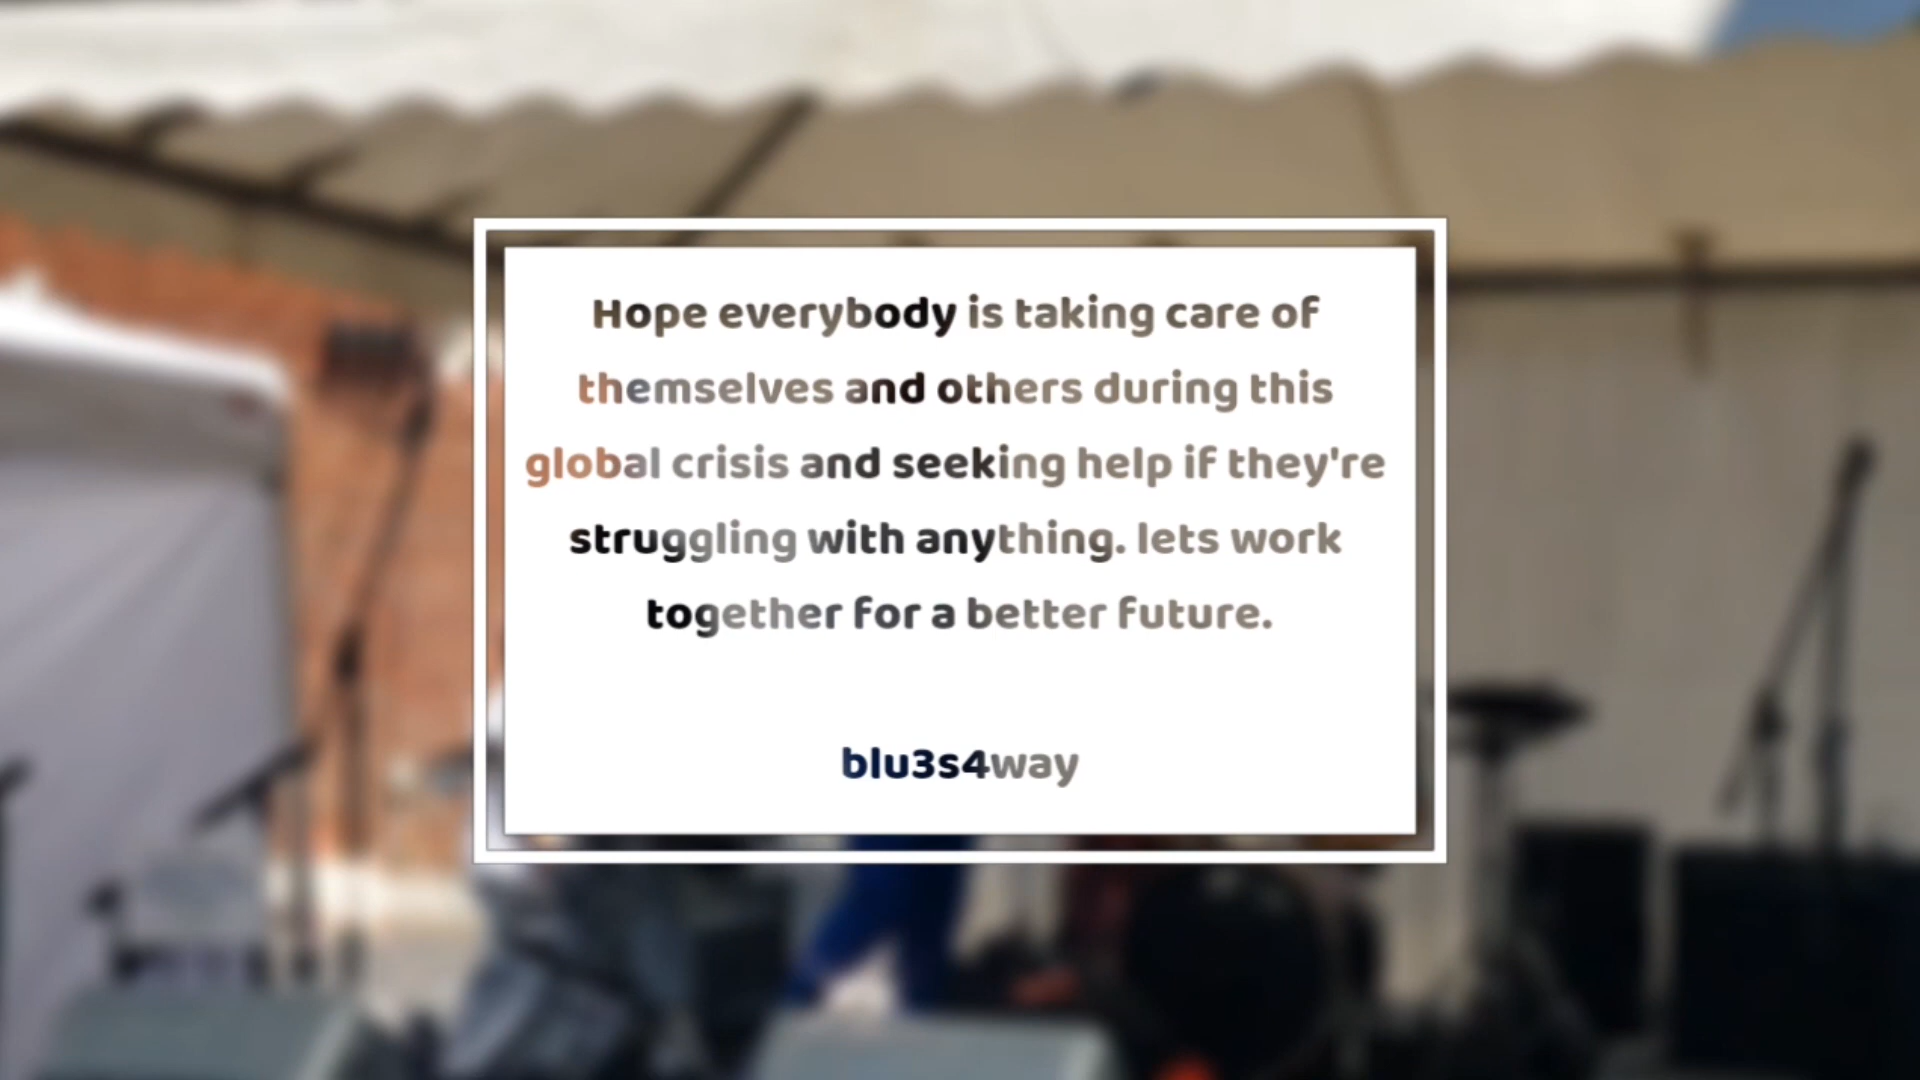 Hope everybody is taking care of
themselves and others during this
global crisis and seeking help if they're
struggling with anything. lets work
together for a better future.
blu3s4way